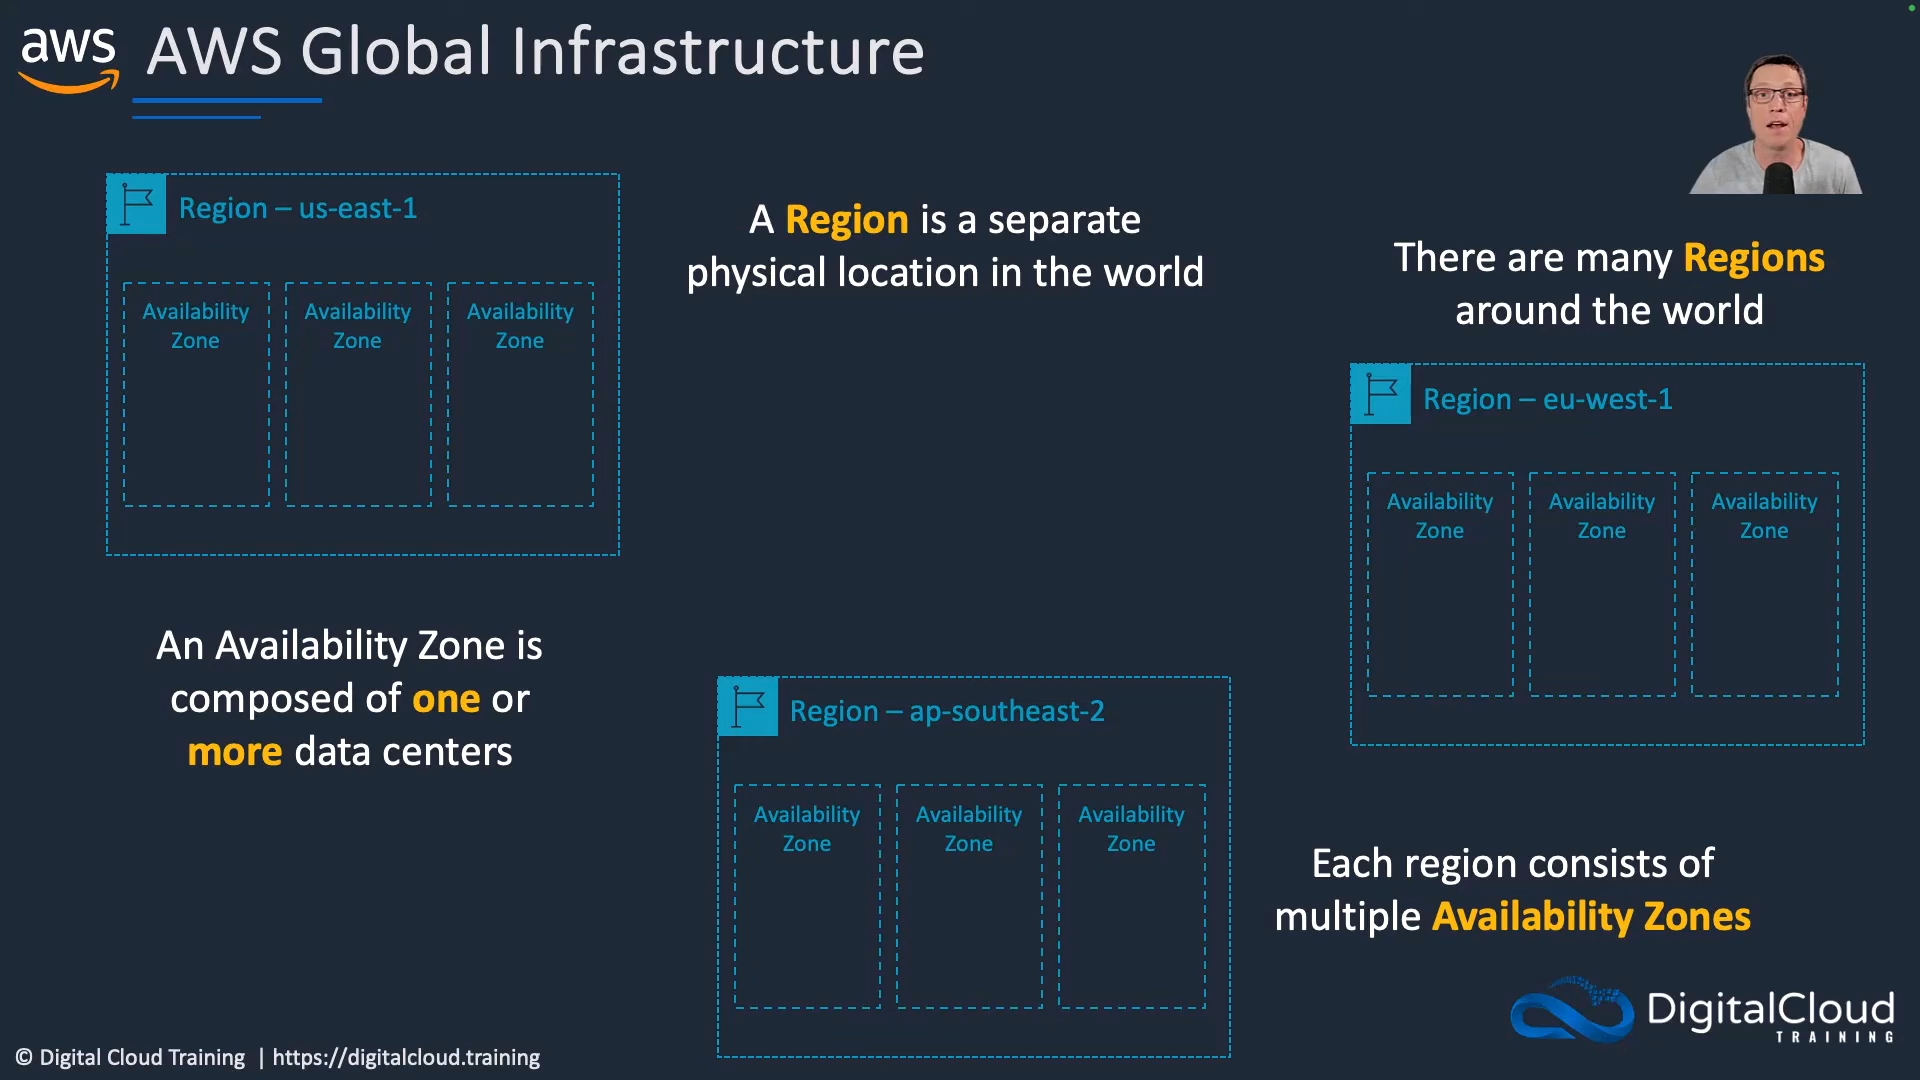 aws
AWS Global Infrastructure
Region – us-east-1
Availability Zone
Availability Zone
Availability Zone
A Region is a separate
physical location in the world
There are many Regions
around the world
Region – eu-west-1
Availability Zone
Availability Zone
Availability Zone
An Availability Zone is
composed of one or
more data centers
Region – ap-southeast-2
Availability Zone
Availability Zone
Availability Zone
Each region consists of
multiple Availability Zones
DigitalCloud
TRAINING
© Digital Cloud Training | https://digitalcloud.training